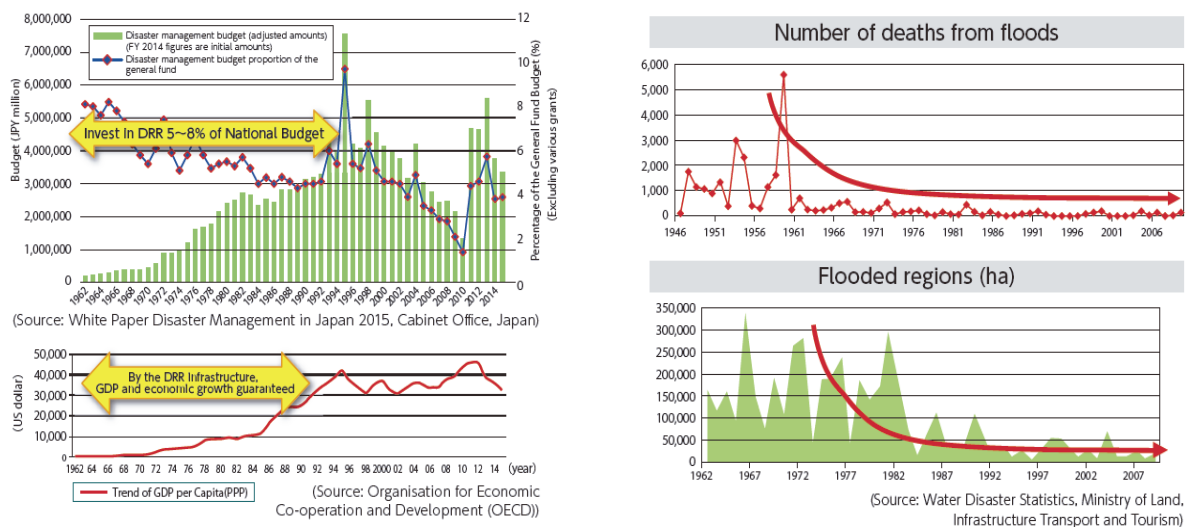 Disaster management budget (adjusted amounts)
(FY 2014 figures are initial amounts)
Disaster management budget proportion of the
general fund
Budget (JPY million)
8,000,000
7,000,000
6,000,000
5,000,000
4,000,000
3,000,000
2,000,000
1,000,000
0
12
10
8
6
4
2
0
Percentage of the General Fund Budget (%)
(Excluding various grants)
Invest in DRR 5~8% of National Budget
1962 1964 1966 1968 1970 1972 1974 1976 1978 1980 1982 1984 1986 1988 1990 1992 1994 1996 1998 2000 2002 2004 2006 2008 2010 2012 2014
(Source: White Paper Disaster Management in Japan 2015, Cabinet Office, Japan)
(US dollar)
50,000
40,000
30,000
20,000
10,000
0
By the DRR Infrastructure,
GDP and economic growth guaranteed
1962 64 66 68 70 72 74 76 78 80 82 84 86 88 90 92 94 96 98 2000 02 04 06 08 10 12 14 (year)
Trend of GDP per Capita(PPP)
(Source: Organisation for Economic
Co-operation and Development (OECD))
Number of deaths from floods
6,000
5,000
4,000
3,000
2,000
1,000
0
1946 1951 1956 1961 1966 1971 1976 1981 1986 1991 1996 2001 2006
Flooded regions (ha)
350,000
300,000
250,000
200,000
150,000
100,000
50,000
0
1962 1967 1972 1977 1982 1987 1992 1997 2002 2007
(Source: Water Disaster Statistics, Ministry of Land,
Infrastructure Transport and Tourism)